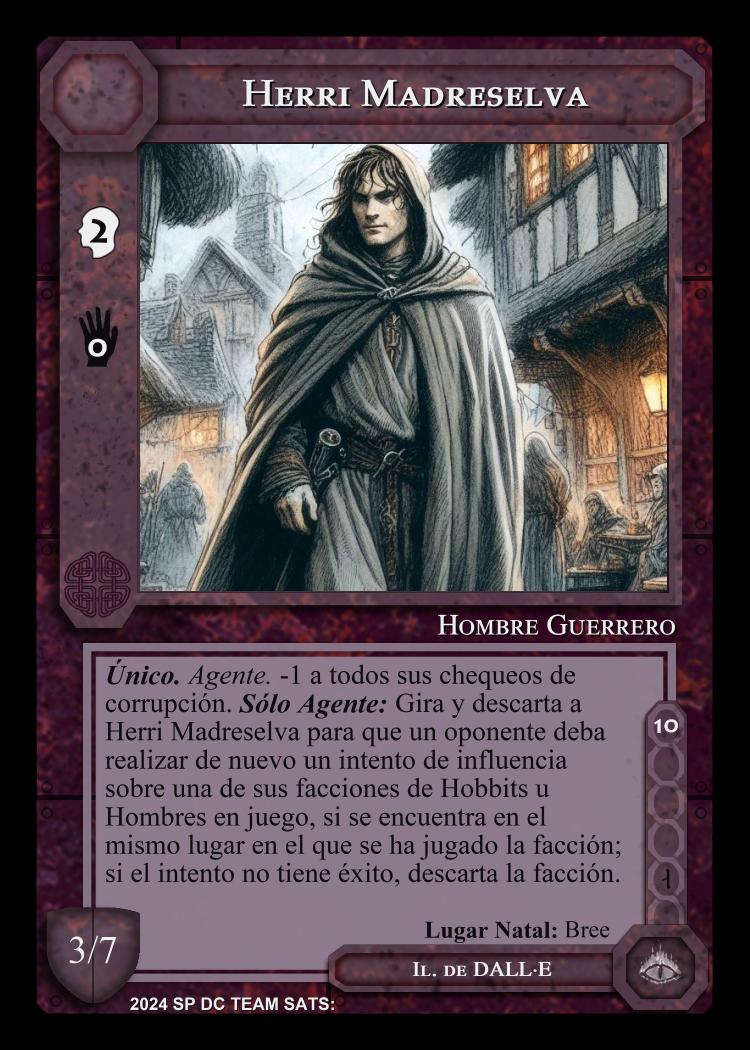 Herri Madreselva
2
0
Hombre Guerrero
Único. Agente. -1 a todos sus chequeos de
corrupción. Sólo Agente: Gira y descarta a
Herri Madreselva para que un oponente deba
realizar de nuevo un intento de influencia
sobre una de sus facciones de Hobbits u
Hombres en juego, si se encuentra en el
mismo lugar en el que se ha jugado la facción;
si el intento no tiene éxito, descarta la facción.
10
Lugar Natal: Bree
3/7
Il. de DALL·E
2024 SP DC TEAM SATS: